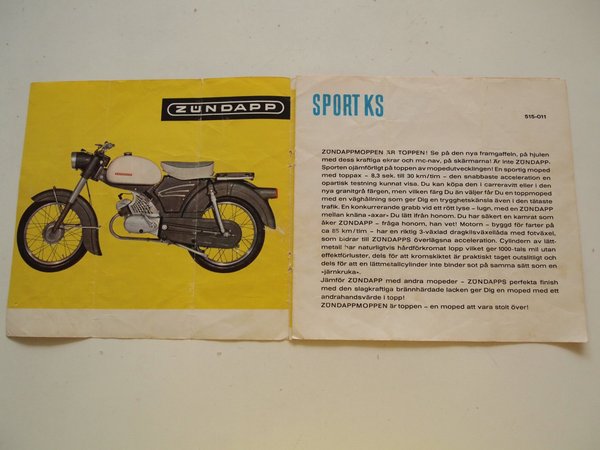 ZÜNDAPP
SPORT KS
515-011
ZÜNDAPPMOPPEN ÄR TOPPEN! Se på den nya framgaffeln, på hjulen
med dess kraftiga ekrar och mc-nav, på skärmarna! Är inte ZÜNDAPP-
Sporten ojämförligt på toppen av mopedutvecklingen! En sportig moped
med toppax – 8,3 sek. till 30 km/tim – den snabbaste acceleration en
opartisk testning kunnat visa. Du kan köpa den i carreravitt eller i den
nya granitgrå färgen, men vilken färg Du än väljer får Du en toppmoped
med en väghållning som ger Dig en trygghetskänsla även i den tätaste
trafik. En konkurrerande grabb vid ett rött lyse – lugn, med en ZÜNDAPP
mellan knäna »axar» Du lätt ifrån honom. Du har säkert en kamrat som
åker ZÜNDAPP – fråga honom, han vet! Motorn – byggd för farter på
ca 85 km/tim – har en riktig 3-växlad dragkilsväxellåda med fotväxel,
som bidrar till ZÜNDAPPS överlägsna acceleration. Cylindern av lätt-
metall har naturligtvis hårdförkromat lopp vilket ger 1000-tals mil utan
effektförluster, dels för att kromskiktet är praktiskt taget outslitligt och
dels för att en lättmetallcylinder inte binder sot på samma sätt som en
»järnkruka».
Jämför ZÜNDAPP med andra mopeder – ZÜNDAPPS perfekta finish
med den slagkraftiga brännhärdade lacken ger Dig en moped med ett
andrahandsvärde i topp!
ZÜNDAPPMOPPEN är toppen – en moped att vara stolt över!